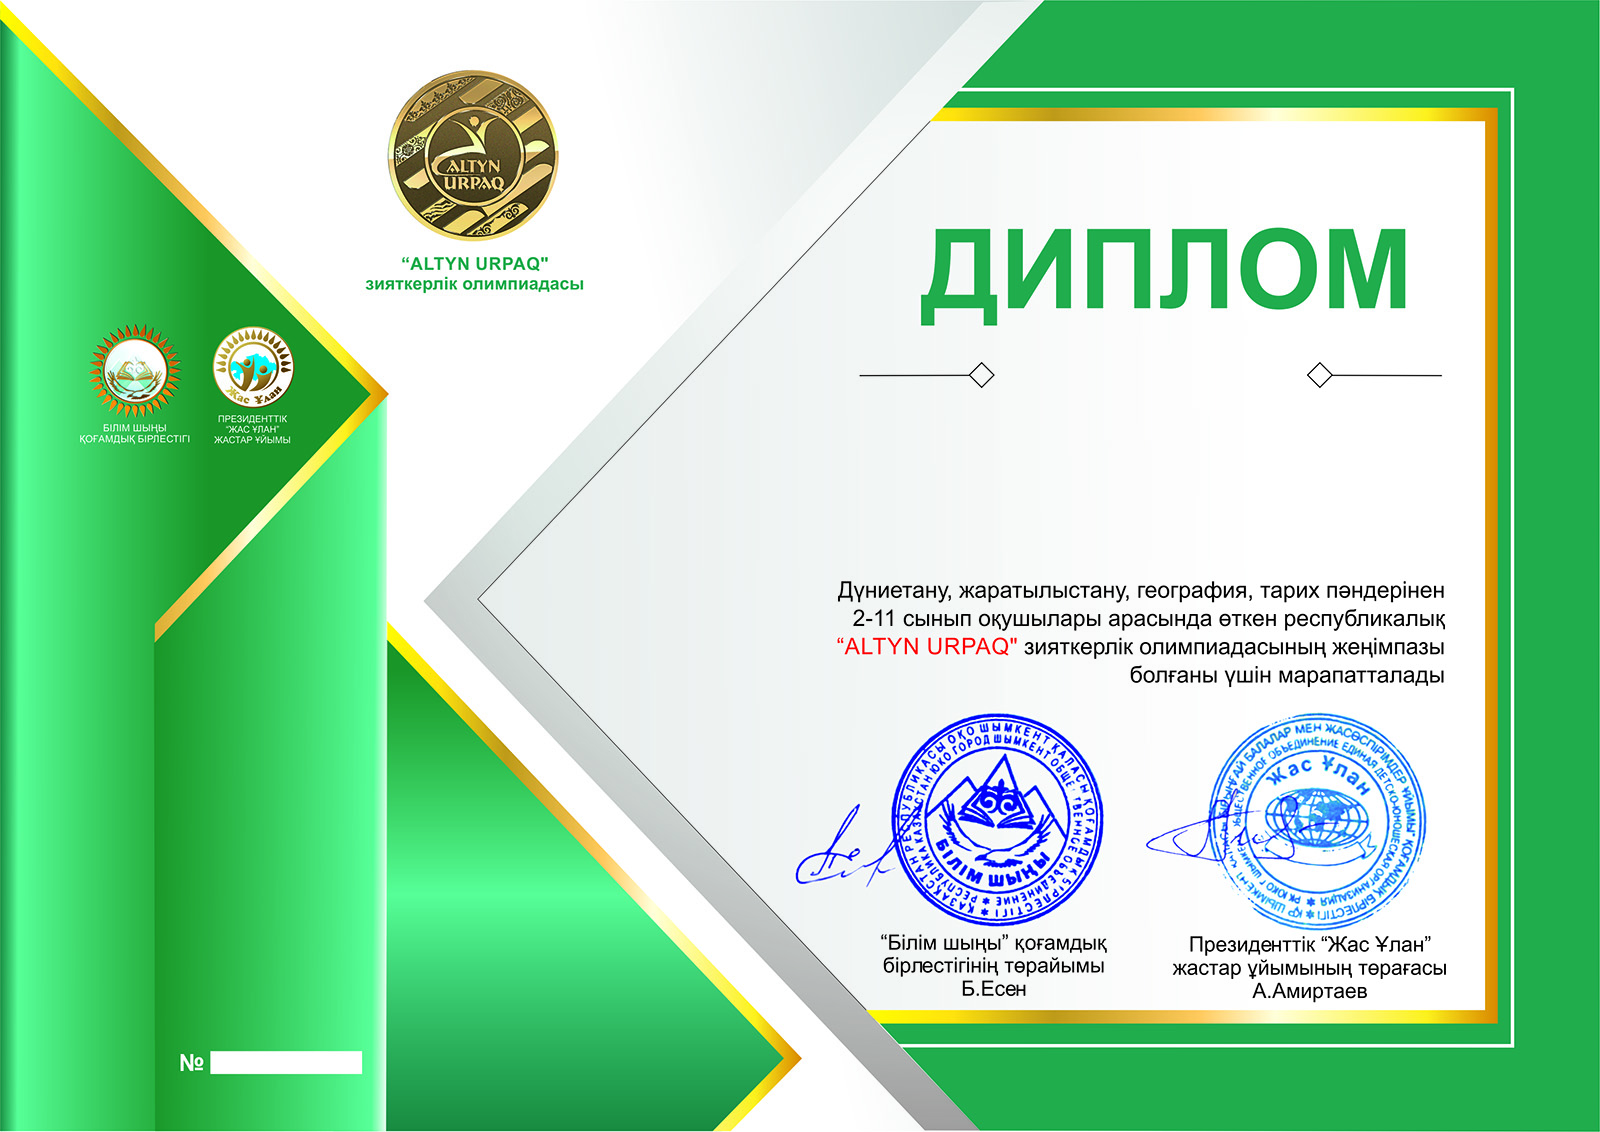 ALTYN
URPAQ
“ALTYN URPAQ"
зияткерлік олимпиадасы
БІЛІМ ШЫҢЫ
ҚОҒАМДЫҚ БІРЛЕСТІГІ
Жас Ұлан
ПРЕЗИДЕНТТІК
“ЖАС ҰЛАН”
ЖАСТАР ҰЙЫМЫ
ДИПЛОМ
Дүниетану, жаратылыстану, география, тарих пәндерінен
2-11 сынып оқушылары арасында өткен республикалық
“ALTYN URPAQ" зияткерлік олимпиадасының жеңімпазы
болғаны үшін марапатталады
БІЛІМ ШЫҢЫ
Жас Ұлан
“Білім шыңы” қоғамдық
бірлестігінің төрайымы
Б.Есен
Президенттік “Жас Ұлан”
жастар ұйымының төрағасы
А.Амиртаев
№